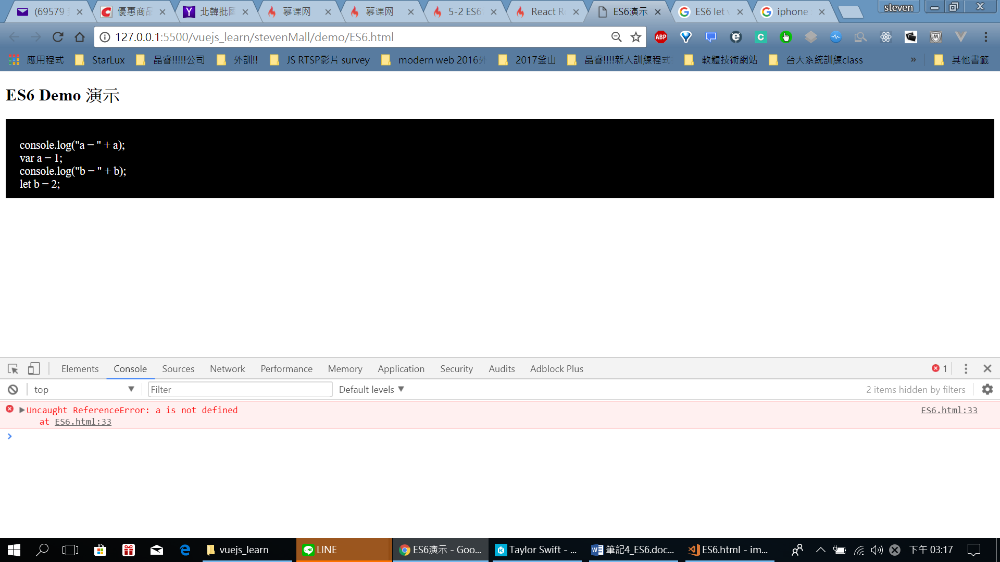 (69579
優惠商品
北韓批
慕课网
慕课网
5-2 ES6
React R
ES6演示
ES6 let
iphone
steven
127.0.0.1:5500/vuejs_learn/stevenMall/demo/ES6.html
ABP
應用程式
StarLux
晶睿!!!!!公司
外訓!!
JS RTSP影片 survey
modern web 2016外
2017釜山
晶睿!!!!新人訓練程式
軟體技術網站
台大系統訓練class
»
其他書籤
ES6 Demo 演示
console.log("a = " + a);
var a = 1;
console.log("b = " + b);
let b = 2;
Elements
Console
Sources
Network
Performance
Memory
Application
Security
Audits
Adblock Plus
1
top
Filter
Default levels
2 items hidden by filters
Uncaught ReferenceError: a is not defined
ES6.html:33
at ES6.html:33
vuejs_learn
LINE
ES6演示 - Goo...
Taylor Swift - ...
筆記4_ES6.doc...
ES6.html - im...
下午 03:17